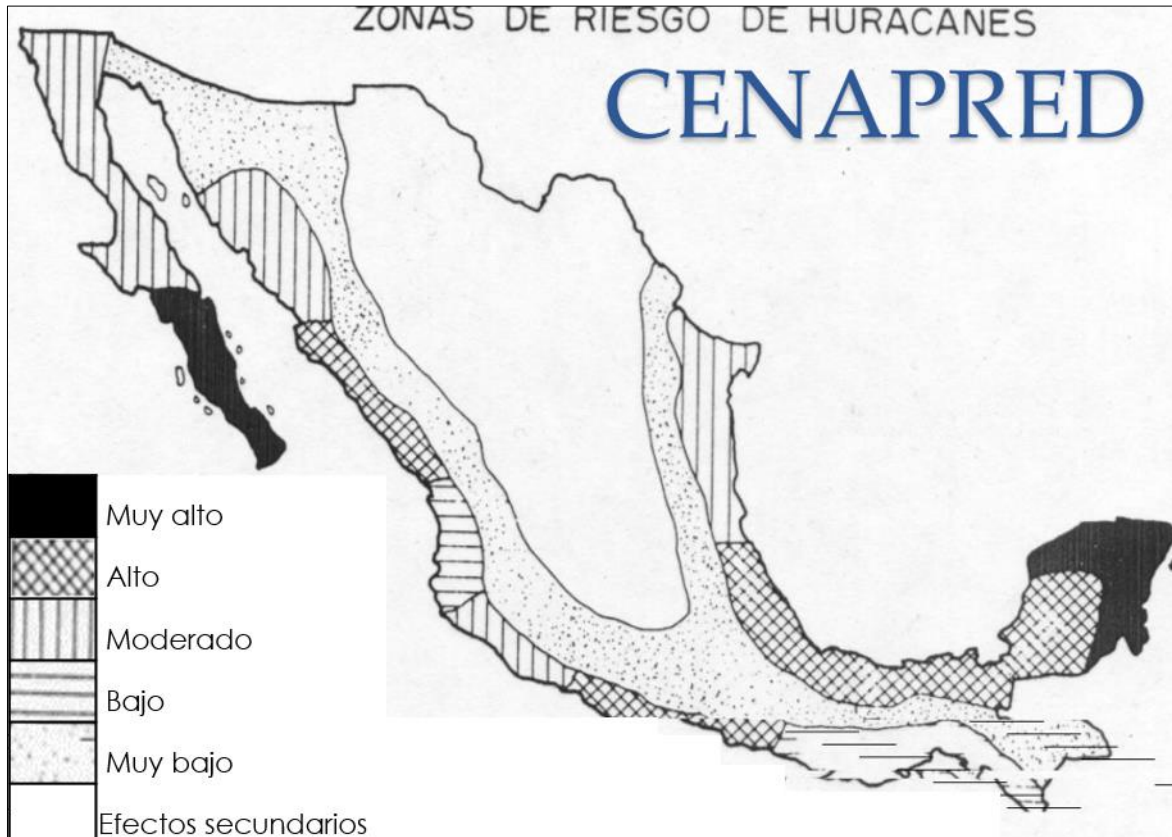 ZONAS DE RIESGO DE HURACANES
CENAPRED
Muy alto
Alto
Moderado
Bajo
Muy bajo
Efectos secundarios